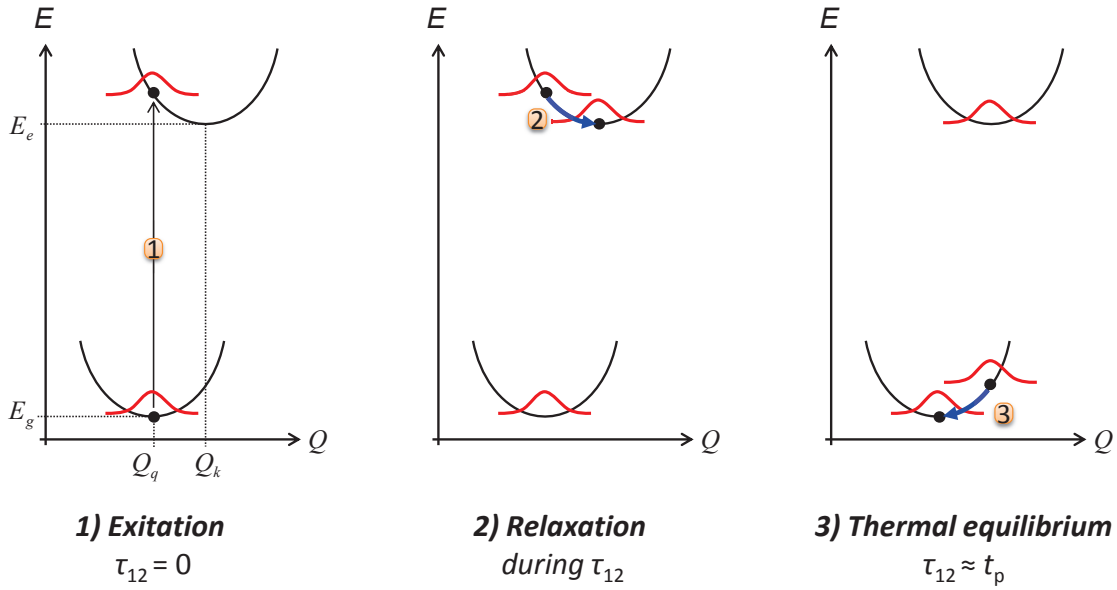 E
E
E
E_e
2
1
E_g
3
Q
Q
Q
Q_q
Q_k
1) Exitation
2) Relaxation
3) Thermal equilibrium
τ_12 = 0
during τ_12
τ_12 ≈ t_p